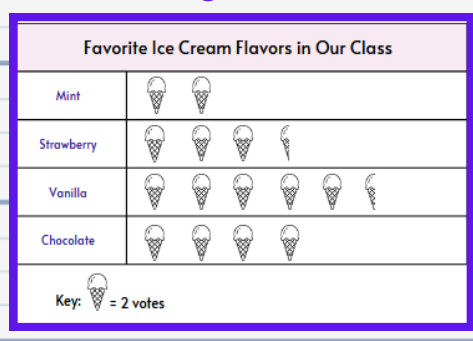 Favorite Ice Cream Flavors in Our Class
Mint
Strawberry
Vanilla
Chocolate
Key: = 2 votes